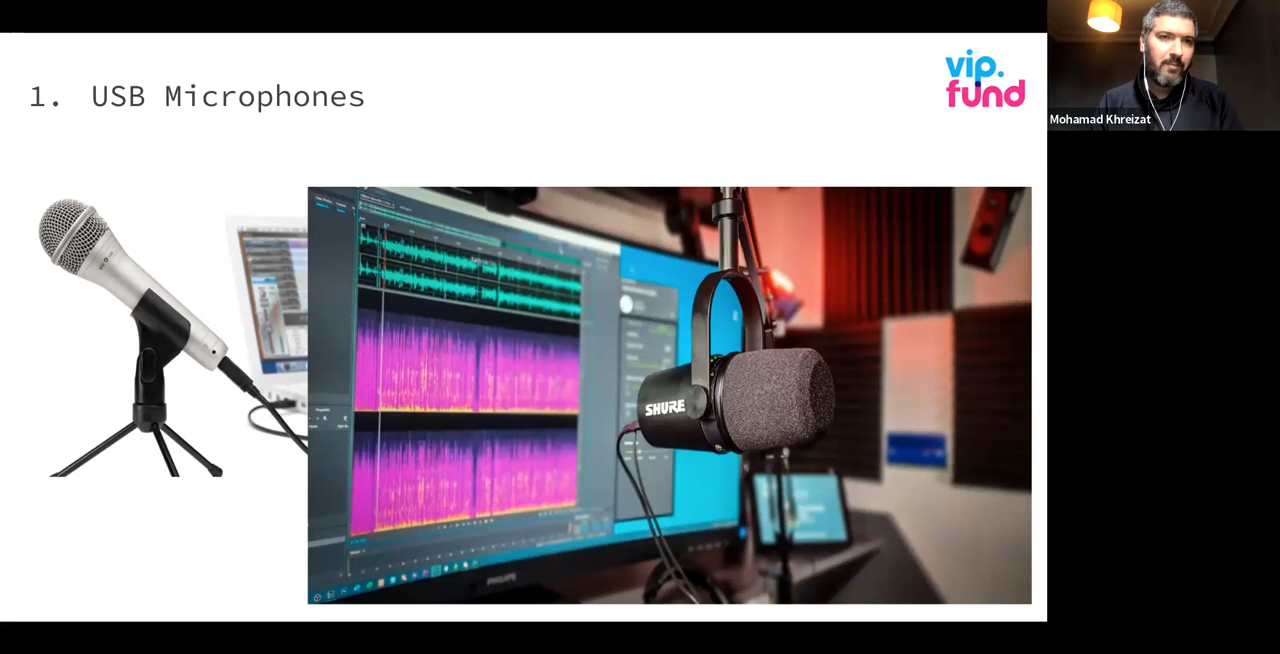 1. USB Microphones
vip.
fund
Mohamad Khreizat
SHURE
PHILIPS